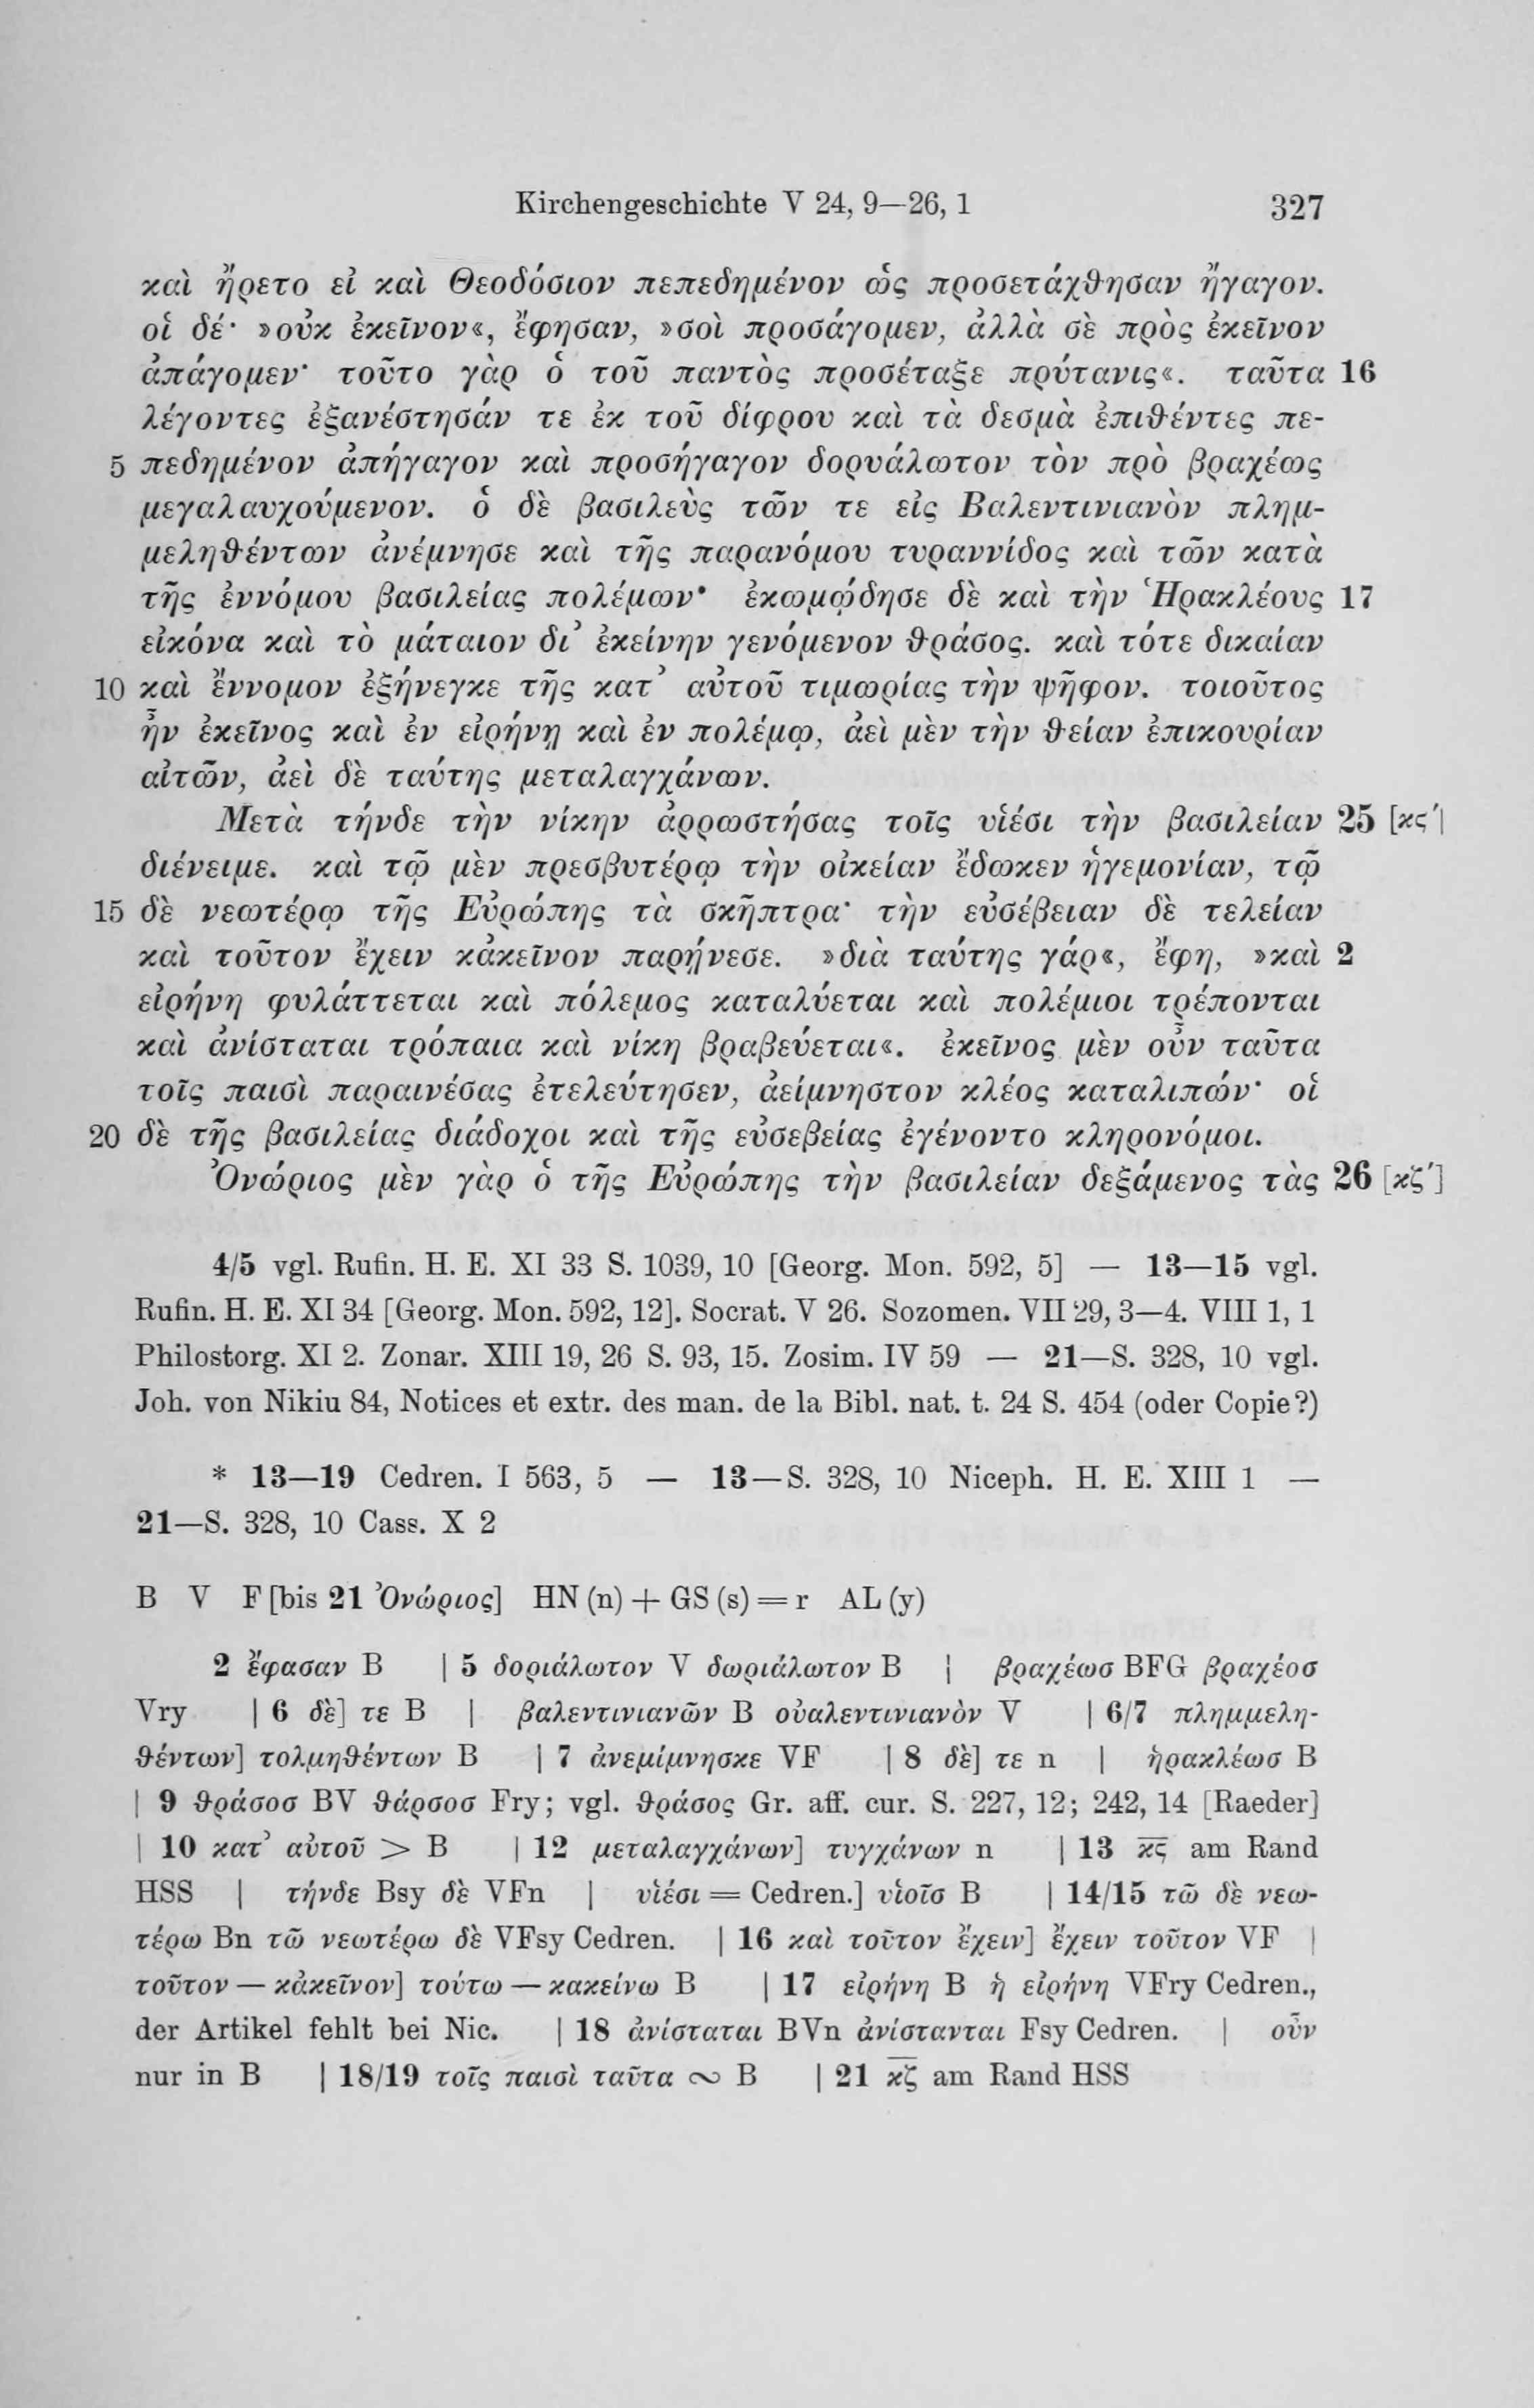 Kirchengeschichte V 24, 9—26, 1 327
καὶ ἤρετο εἰ καὶ Θεοδόσιον πεπεδημένον ὡς προσετάχθησαν ἤγαγον.
οἱ δέ· »οὐκ ἐκεῖνον«, ἔφησαν, »σοὶ προσάγομεν, ἀλλὰ σὲ πρὸς ἐκεῖνον
ἀπάγομεν· τοῦτο γὰρ ὁ τοῦ παντὸς προσέταξε πρύτανις«. ταῦτα 16
λέγοντες ἐξανέστησάν τε ἐκ τοῦ δίφρου καὶ τὰ δεσμὰ ἐπιθέντες πε-
5 πεδημένον ἀπήγαγον καὶ προσήγαγον δορυάλωτον τὸν πρὸ βραχέως
μεγαλαυχούμενον. ὁ δὲ βασιλεὺς τῶν τε εἰς Βαλεντινιανὸν πλημ-
μεληθέντων ἀνέμνησε καὶ τῆς παρανόμου τυραννίδος καὶ τῶν κατὰ
τῆς ἐννόμου βασιλείας πολέμων· ἐκωμῴδησε δὲ καὶ τὴν Ἡρακλέους 17
εἰκόνα καὶ τὸ μάταιον δι᾽ ἐκείνην γενόμενον θράσος. καὶ τότε δικαίαν
10 καὶ ἔννομον ἐξήνεγκε τῆς κατ᾽ αὐτοῦ τιμωρίας τὴν ψῆφον. τοιοῦτος
ἦν ἐκεῖνος καὶ ἐν εἰρήνῃ καὶ ἐν πολέμῳ, ἀεὶ μὲν τὴν θείαν ἐπικουρίαν
αἰτῶν, ἀεὶ δὲ ταύτης μεταλαγχάνων.
Μετὰ τήνδε τὴν νίκην ἀρρωστήσας τοῖς υἱέσι τὴν βασιλείαν 25 [κς΄]
διένειμε. καὶ τῷ μὲν πρεσβυτέρῳ τὴν οἰκείαν ἔδωκεν ἡγεμονίαν, τῷ
15 δὲ νεωτέρῳ τῆς Εὐρώπης τὰ σκῆπτρα· τὴν εὐσέβειαν δὲ τελείαν
καὶ τοῦτον ἔχειν κἀκεῖνον παρῄνεσε. »διὰ ταύτης γάρ«, ἔφη, »καὶ 2
εἰρήνη φυλάττεται καὶ πόλεμος καταλύεται καὶ πολέμιοι τρέπονται
καὶ ἀνίσταται τρόπαια καὶ νίκη βραβεύεται«. ἐκεῖνος μὲν οὖν ταῦτα
τοῖς παισὶ παραινέσας ἐτελεύτησεν, ἀείμνηστον κλέος καταλιπών· οἱ
20 δὲ τῆς βασιλείας διάδοχοι καὶ τῆς εὐσεβείας ἐγένοντο κληρονόμοι.
Ὀνώριος μὲν γὰρ ὁ τῆς Εὐρώπης τὴν βασιλείαν δεξάμενος τὰς 26 [κζ΄]
4/5 vgl. Rufin. H. E. XI 33 S. 1039, 10 [Georg. Mon. 592, 5] — 13—15 vgl.
Rufin. H. E. XI 34 [Georg. Mon. 592, 12]. Socrat. V 26. Sozomen. VII 29, 3—4. VIII 1, 1
Philostorg. XI 2. Zonar. XIII 19, 26 S. 93, 15. Zosim. IV 59 — 21—S. 328, 10 vgl.
Joh. von Nikiu 84, Notices et extr. des man. de la Bibl. nat. t. 24 S. 454 (oder Copie?)
* 13—19 Cedren. I 563, 5 — 13—S. 328, 10 Niceph. H. E. XIII 1 —
21—S. 328, 10 Cass. X 2
B V F [bis 21 Ὀνώριος] HN (n) + GS (s) = r AL (y)
2 ἔφασαν B | 5 δοριάλωτον V δωριάλωτον B | βραχέωσ BFG βραχέοσ
Vry | 6 δὲ] τε B | βαλεντινιανῶν B οὐαλεντινιανὸν V | 6/7 πλημμελη-
θέντων] τολμηθέντων B | 7 ἀνεμίμνησκε VF | 8 δὲ] τε n | ἡρακλέωσ B
| 9 θράσοσ BV θάρσοσ Fry; vgl. θράσος Gr. aff. cur. S. 227, 12; 242, 14 [Raeder]
| 10 κατ᾽ αὐτοῦ > B | 12 μεταλαγχάνων] τυγχάνων n | 13 κς am Rand
HSS | τήνδε Bsy δὲ VFn | υἱέσι = Cedren.] υἱοῖσ B | 14/15 τῶ δὲ νεω-
τέρω Bn τῶ νεωτέρω δὲ VFsy Cedren. | 16 καὶ τοῦτον ἔχειν] ἔχειν τοῦτον VF |
τοῦτον — κἀκεῖνον] τούτω — κακείνω B | 17 εἰρήνη B ἡ εἰρήνη VFry Cedren.,
der Artikel fehlt bei Nic. | 18 ἀνίσταται BVn ἀνίστανται Fsy Cedren. | οὖν
nur in B | 18/19 τοῖς παισὶ ταῦτα ∾ B | 21 κζ am Rand HSS